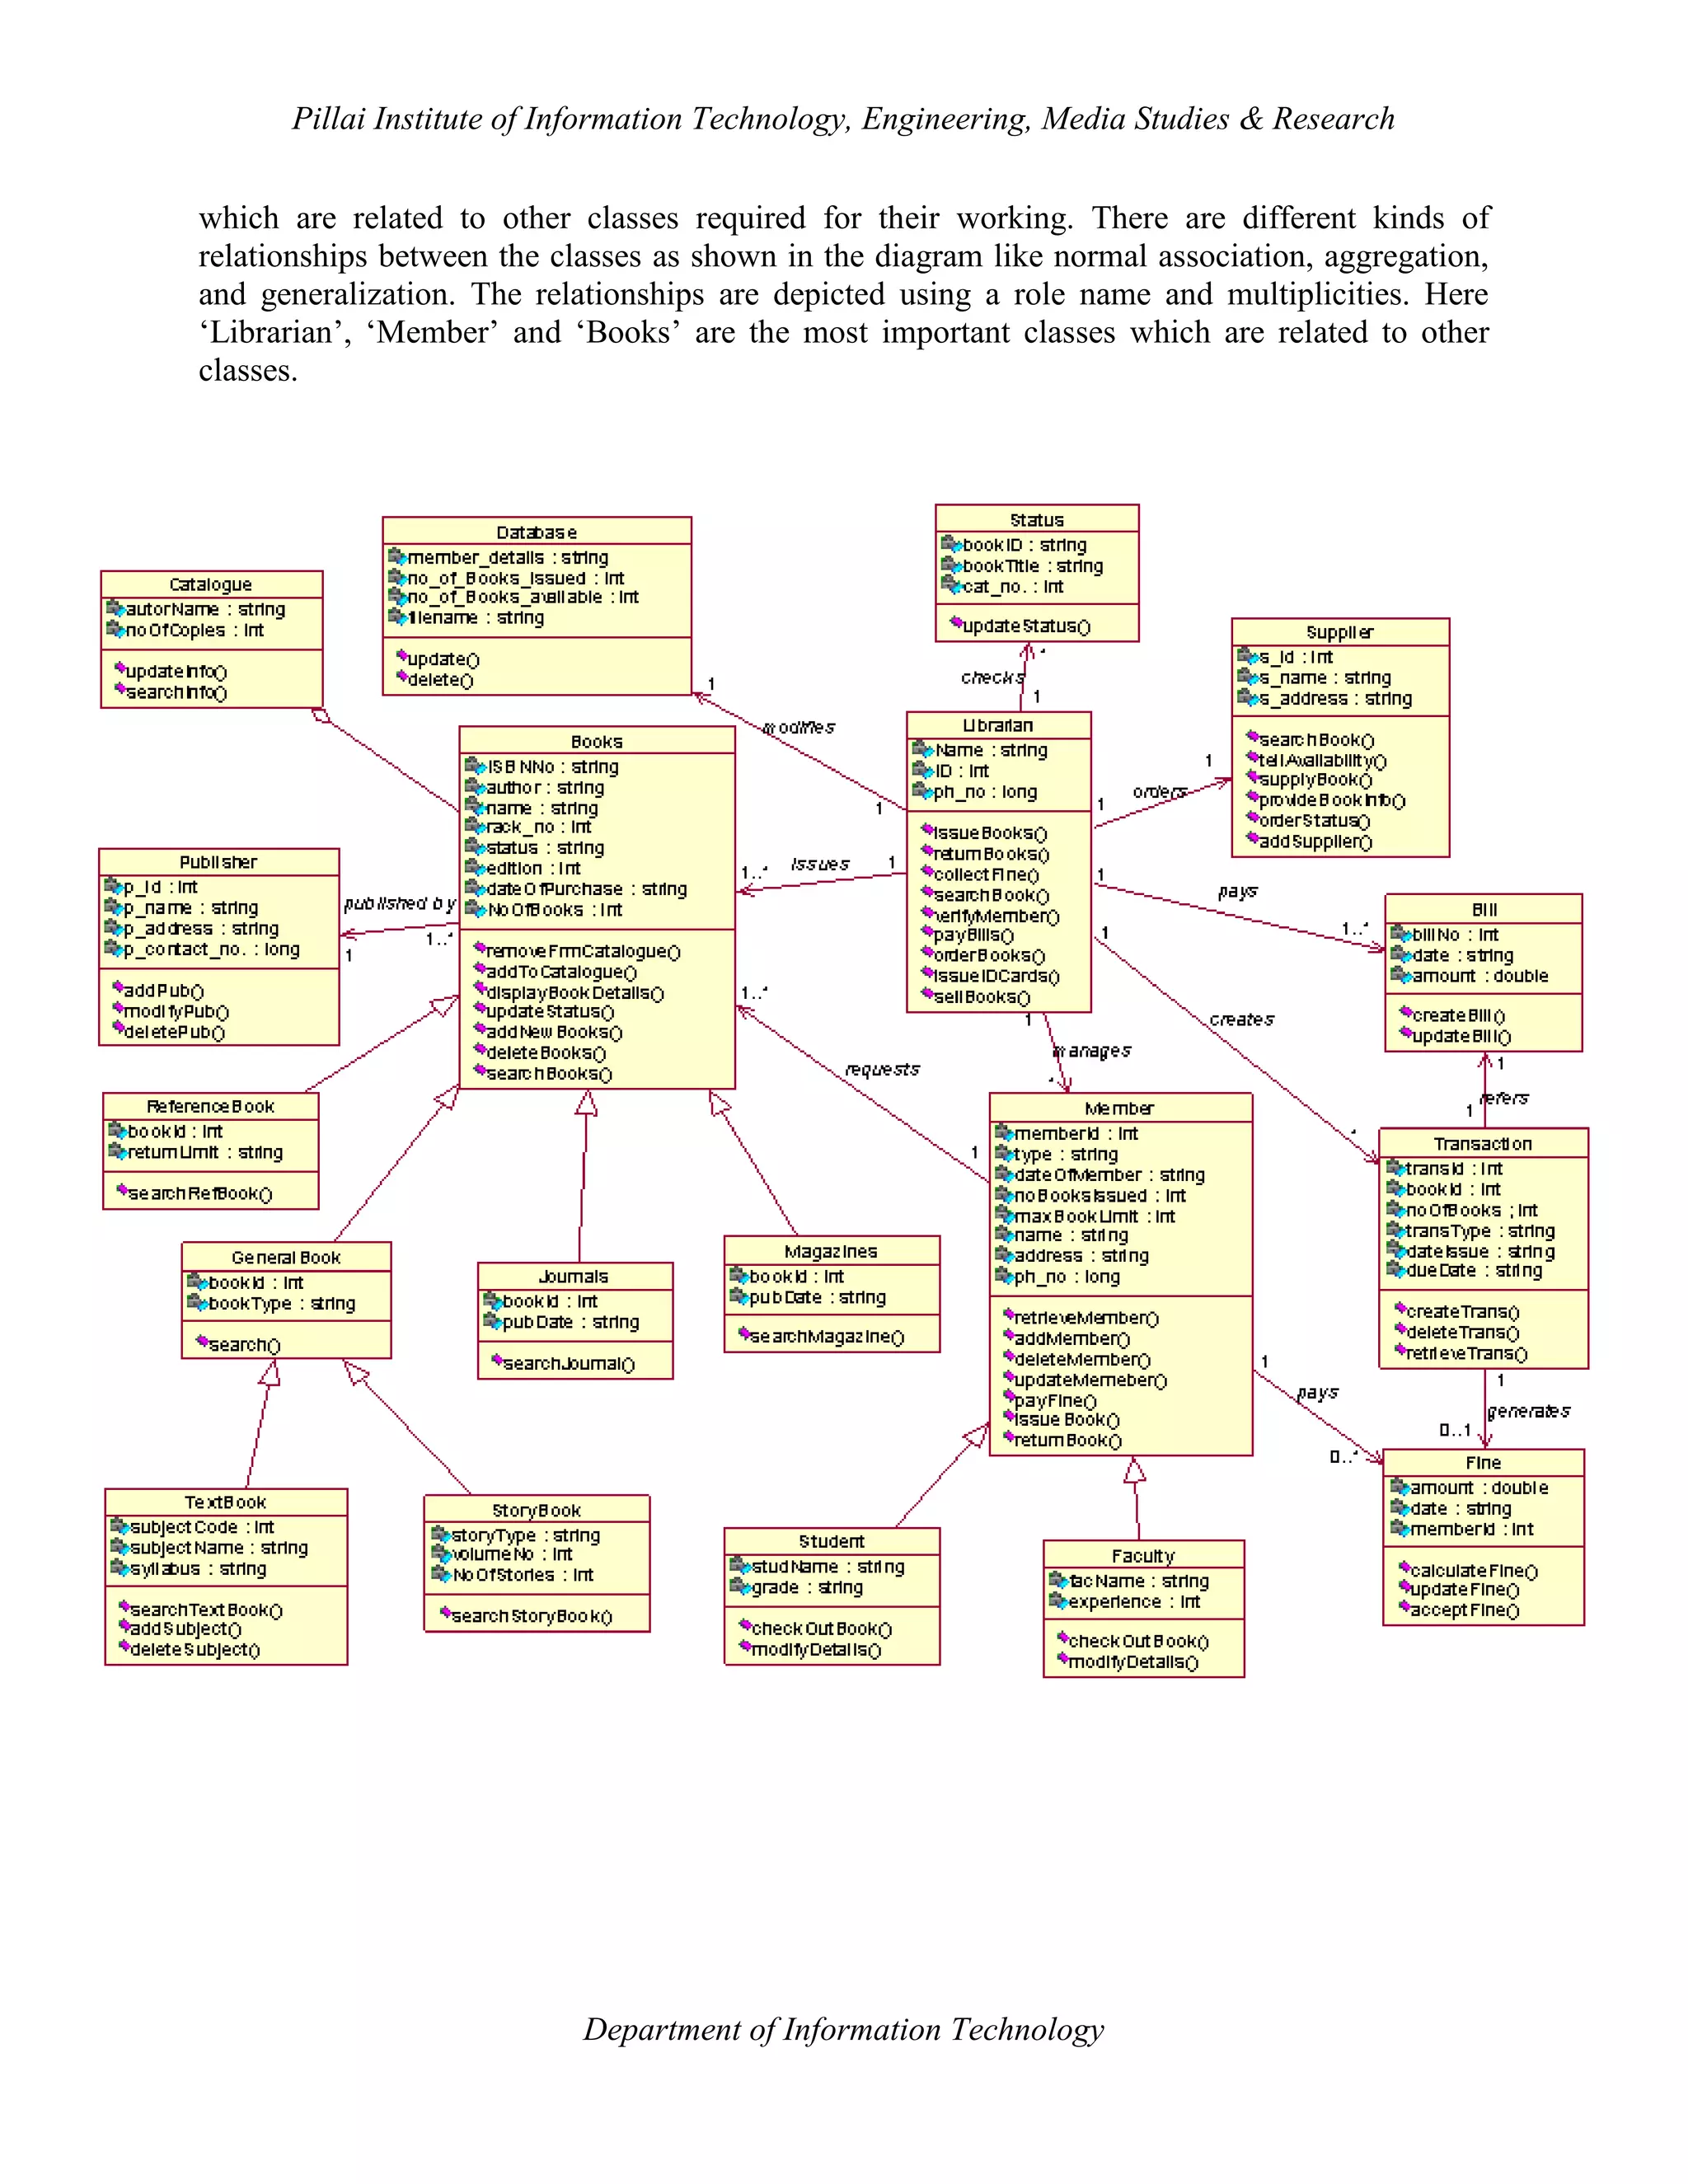 Pillai Institute of Information Technology, Engineering, Media Studies & Research
which are related to other classes required for their working. There are different kinds of
relationships between the classes as shown in the diagram like normal association, aggregation,
and generalization. The relationships are depicted using a role name and multiplicities. Here
‘Librarian’, ‘Member’ and ‘Books’ are the most important classes which are related to other
classes.
Catalogue
autorName : string
noOfCopies : int
updateInfo()
searchInfo()
Database
member_details : string
no_of_Books_issued : int
no_of_Books_available : int
filename : string
update()
delete()
Status
bookID : string
bookTitle : string
cat_no. : int
updateStatus()
Supplier
s_id : int
s_name : string
s_address : string
searchBook()
tellAvailability()
supplyBook()
provideBookInfo()
orderStatus()
addSupplier()
Books
ISBNNo : string
author : string
name : string
rack_no : int
status : string
edition : int
dateOfPurchase : string
NoOfBooks : int
removeFrmCatalogue()
addToCatalogue()
displayBookDetails()
updateStatus()
addNewBooks()
deleteBooks()
searchBooks()
Librarian
Name : string
ID : int
ph_no : long
issueBooks()
returnBooks()
collectFine()
searchBook()
verifyMember()
payBills()
orderBooks()
issueIDCards()
sellBooks()
Publisher
p_id : int
p_name : string
p_address : string
p_contact_no. : long
addPub()
modifyPub()
deletePub()
Bill
billNo : int
date : string
amount : double
createBill()
updateBill()
ReferenceBook
bookId : int
returnLimit : string
searchRefBook()
Member
memberId : int
type : string
dateOfMember : string
noBooksIssued : int
maxBookLimit : int
name : string
address : string
ph_no : long
retrieveMember()
addMember()
deleteMember()
updateMemeber()
payFine()
issueBook()
returnBook()
Transaction
transId : int
bookId : int
noOfBooks ; int
transType : string
dateIssue : string
dueDate : string
createTrans()
deleteTrans()
retrieveTrans()
GeneralBook
bookId : int
bookType : string
search()
Journals
bookId : int
pubDate : string
searchJournal()
Magazines
bookId : int
pubDate : string
searchMagazine()
TextBook
subjectCode : int
subjectName : string
syllabus : string
searchTextBook()
addSubject()
deleteSubject()
StoryBook
storyType : string
volumeNo : int
NoOfStories : int
searchStoryBook()
Student
studName : string
grade : string
checkOutBook()
modifyDetails()
Faculty
facName : string
experience : int
checkOutBook()
modifyDetails()
Fine
amount : double
date : string
memberId : int
calculateFine()
updateFine()
acceptFine()
1
modifies
1
*
checks
1
1
orders
1
1..*
issues
1
published by
1..*
1
1
pays
1..*
1
creates
*
1
manages
*
1..*
requests
1
1
refers
1
1
pays
0..*
1
generates
0..1
Department of Information Technology